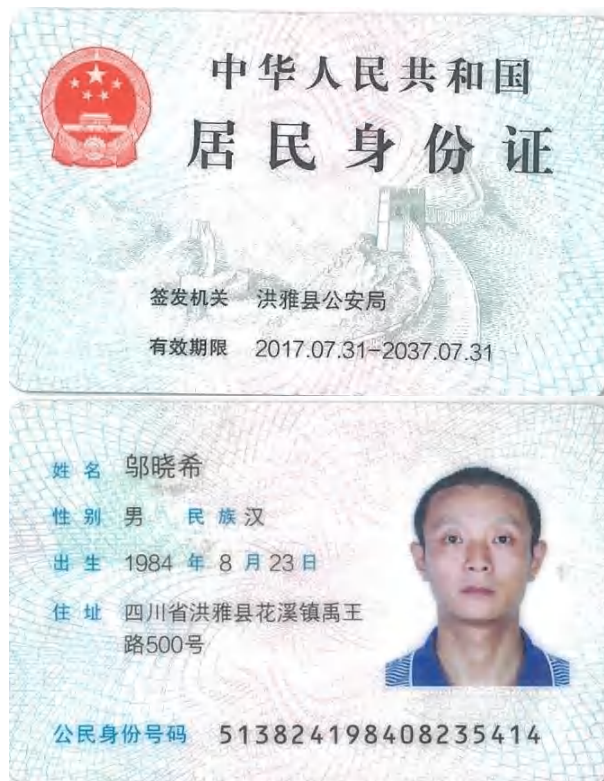 中华人民共和国
居民身份证
签发机关 洪雅县公安局
有效期限 2017.07.31-2037.07.31
姓名 邬晓希
性别 男 民族 汉
出生 1984 年 8 月 23 日
住址 四川省洪雅县花溪镇禹王
路500号
公民身份号码 513824198408235414